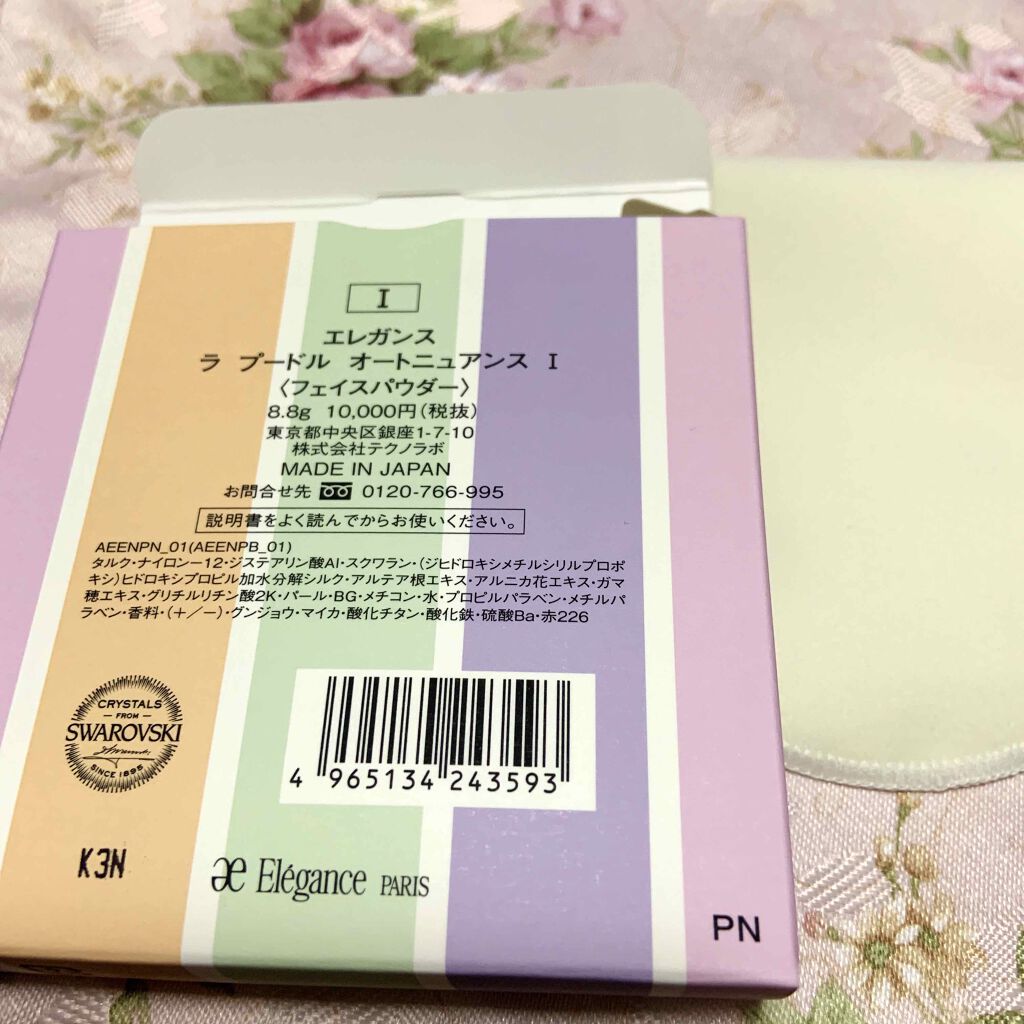 I
エレガンス
ラ プードル オートニュアンス I
〈フェイスパウダー〉
8.8g 10,000円(税抜)
東京都中央区銀座1-7-10
株式会社テクノラボ
MADE IN JAPAN
お問合せ先 0120-766-995
説明書をよく読んでからお使いください。
AEENPN_01(AEENPB_01)
タルク・ナイロンー12・ジステアリン酸Al・スクワラン・(ジヒドロキシメチルシリルプロポ
キシ)ヒドロキシプロピル加水分解シルク・アルテア根エキス・アルニカ花エキス・ガマ
穂エキス・グリチルリチン酸2K・パール・BG・メチコン・水・プロピルパラベン・メチルパ
ラベン・香料・(+/-)・グンジョウ・マイカ・酸化チタン・酸化鉄・硫酸Ba・赤226
CRYSTALS
FROM
SWAROVSKI
SINCE 1895
4 965134 243593
K3N
æ Elégance PARIS
PN